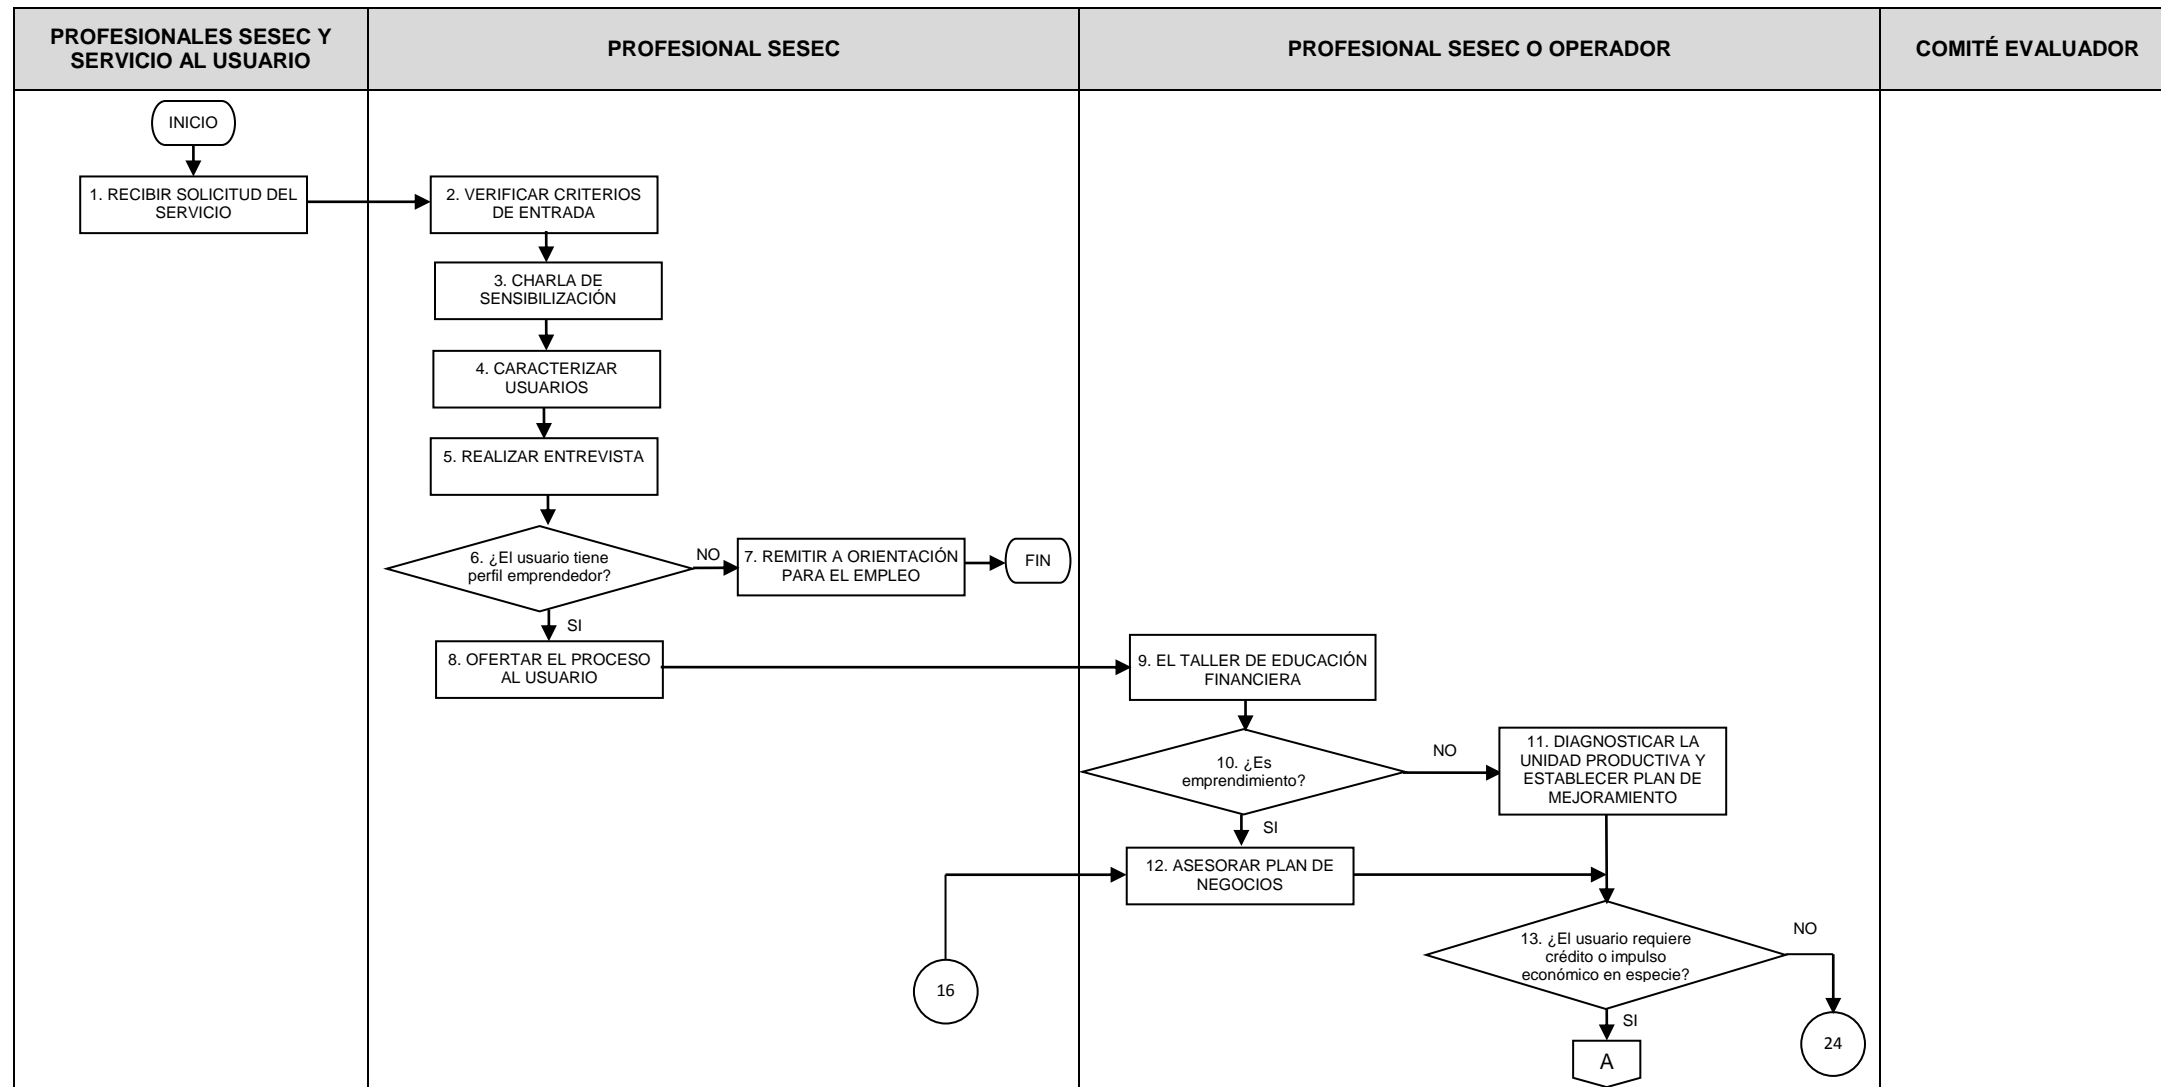 PROFESIONALES SESEC Y
SERVICIO AL USUARIO
PROFESIONAL SESEC
PROFESIONAL SESEC O OPERADOR
COMITÉ EVALUADOR
INICIO
1. RECIBIR SOLICITUD DEL
SERVICIO
2. VERIFICAR CRITERIOS
DE ENTRADA
3. CHARLA DE
SENSIBILIZACIÓN
4. CARACTERIZAR
USUARIOS
5. REALIZAR ENTREVISTA
6. ¿El usuario tiene
perfil emprendedor?
NO
7. REMITIR A ORIENTACIÓN
PARA EL EMPLEO
FIN
SI
8. OFERTAR EL PROCESO
AL USUARIO
9. EL TALLER DE EDUCACIÓN
FINANCIERA
10. ¿Es
emprendimiento?
NO
11. DIAGNOSTICAR LA
UNIDAD PRODUCTIVA Y
ESTABLECER PLAN DE
MEJORAMIENTO
SI
12. ASESORAR PLAN DE
NEGOCIOS
13. ¿El usuario requiere
crédito o impulso
económico en especie?
NO
16
SI
24
A